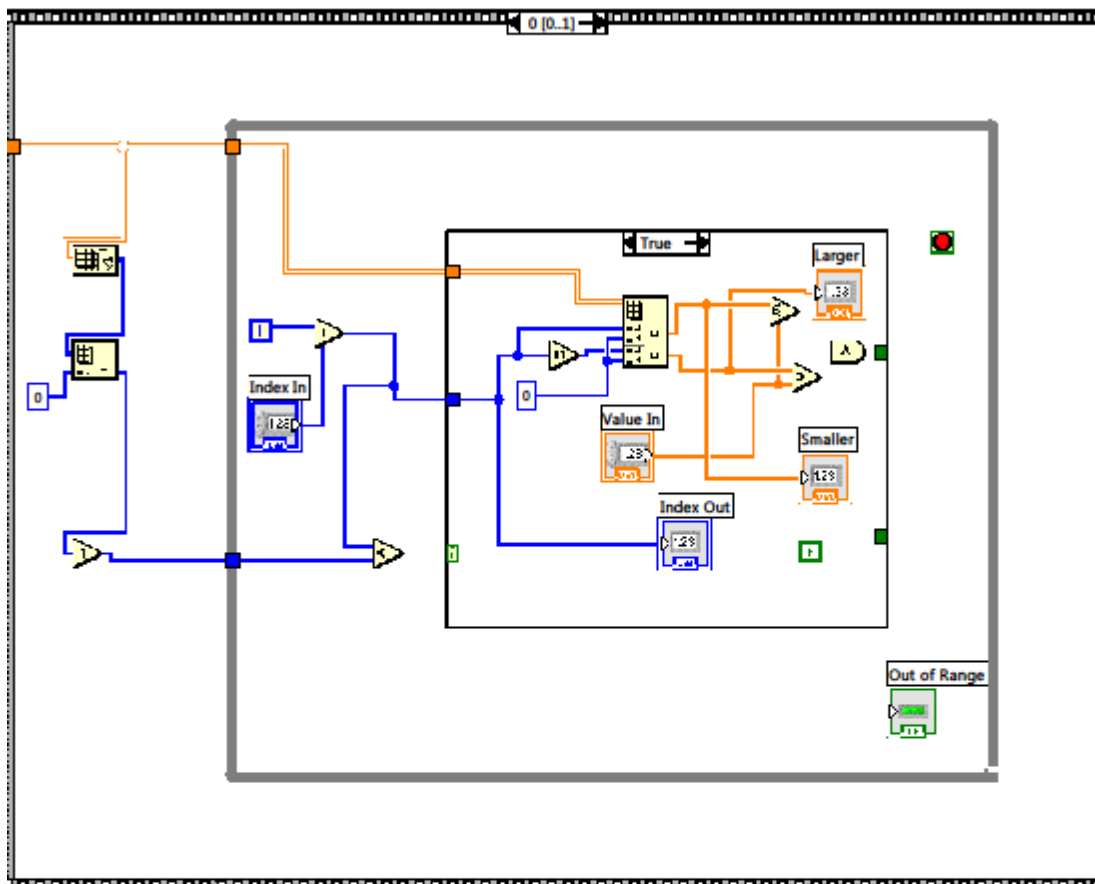 0 [0..1]
True
Larger
Index In
0
0
Value In
Smaller
Index Out
Out of Range